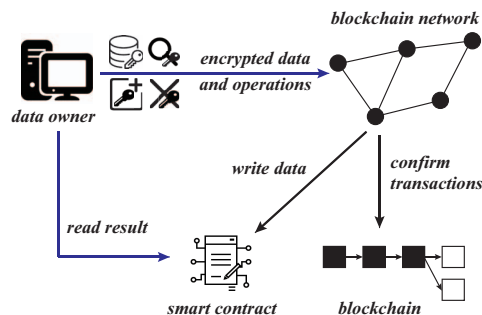 blockchain network
encrypted data
and operations
data owner
write data
confirm
transactions
read result
smart contract
blockchain